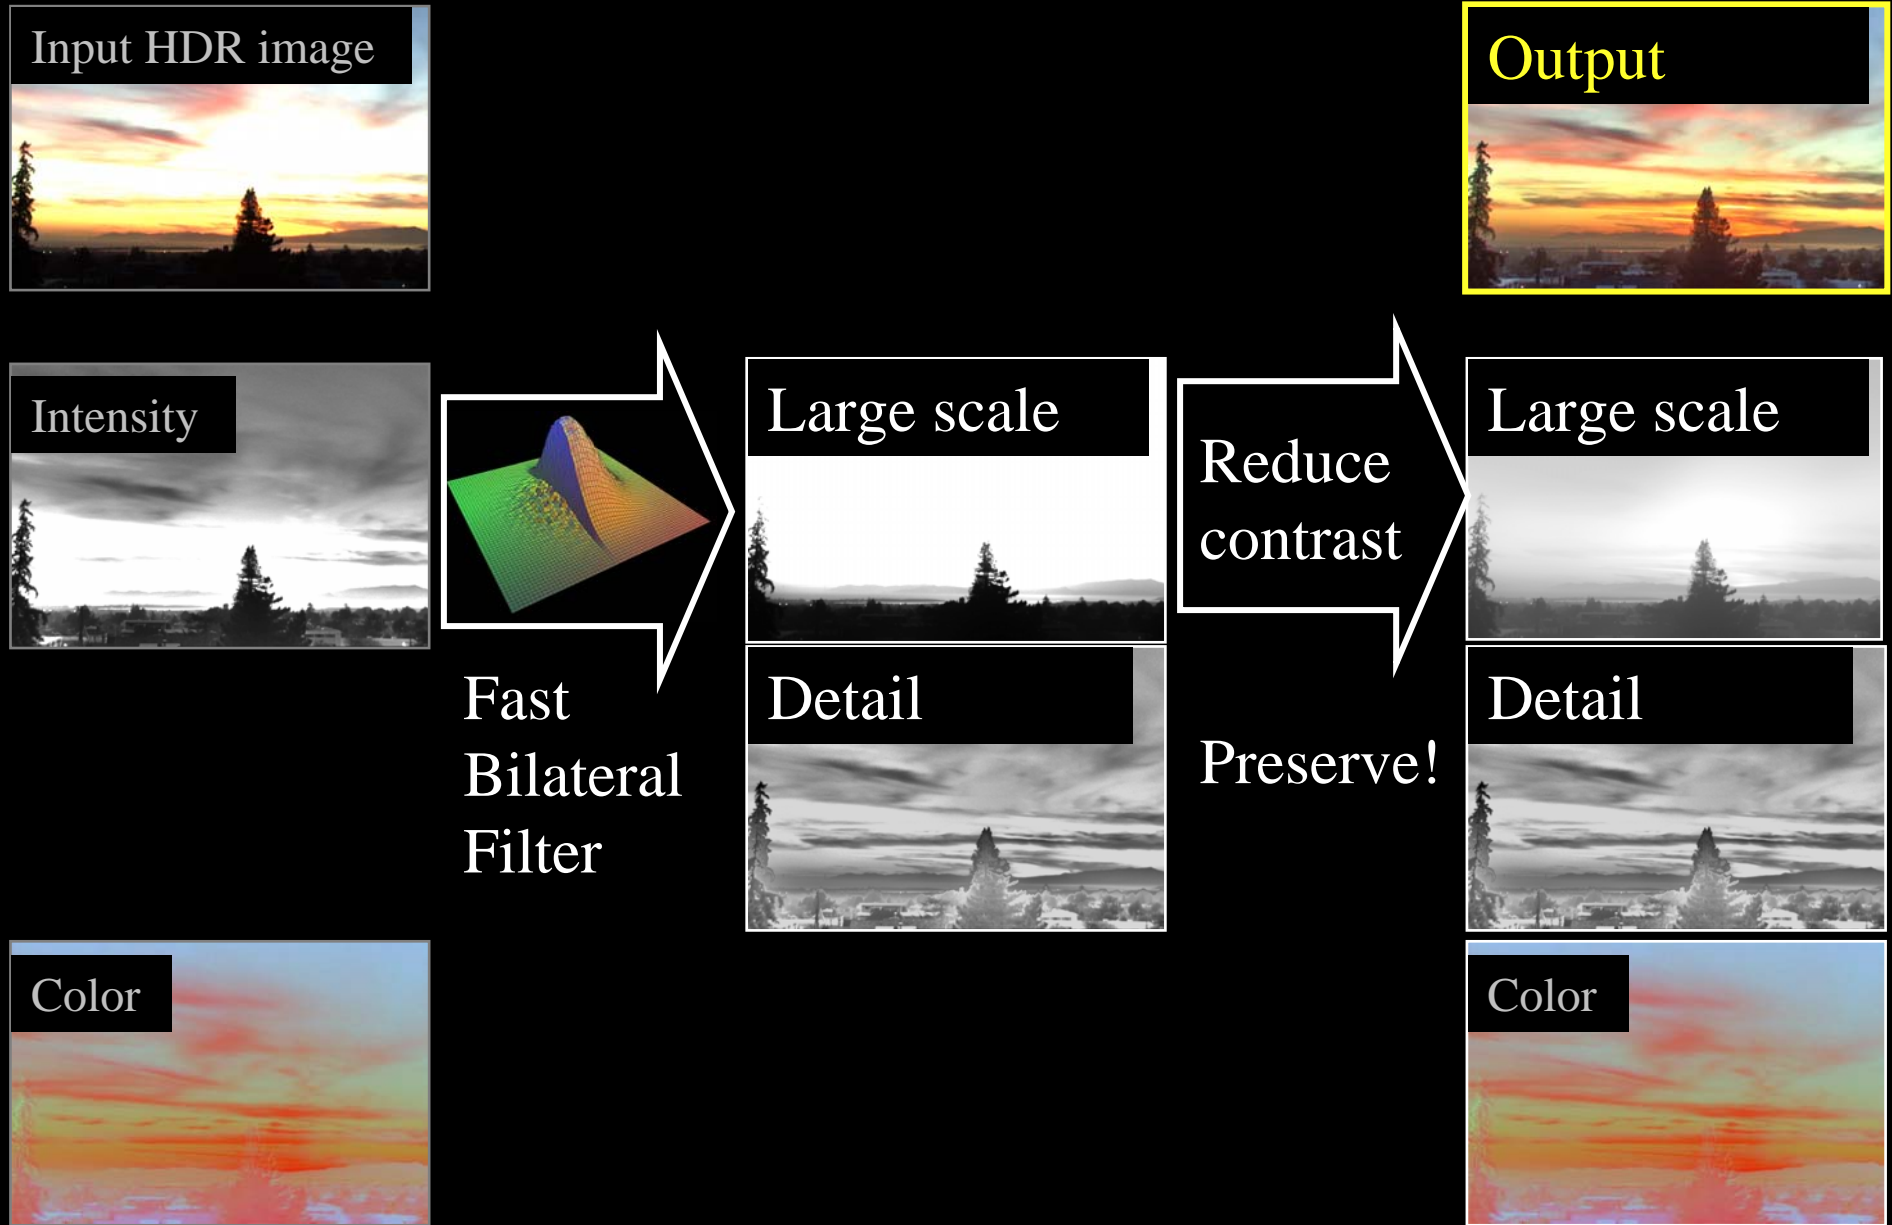 Input HDR image
Output
Intensity
Fast
Bilateral
Filter
Large scale
Detail
Reduce
contrast
Preserve!
Large scale
Detail
Color
Color